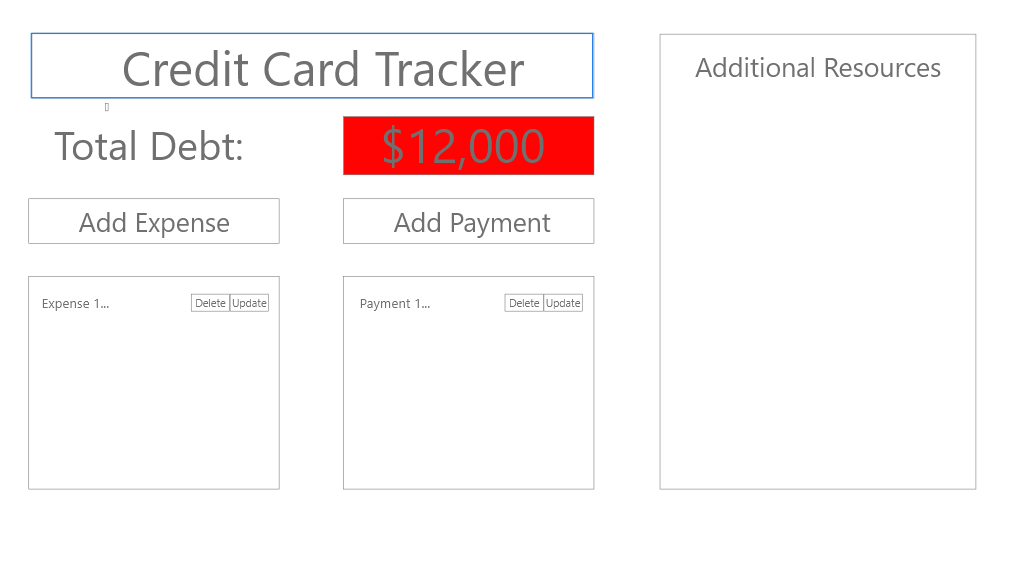 Credit Card Tracker
Total Debt:
$12,000
Add Expense
Add Payment
Expense 1...
Delete
Update
Payment 1...
Delete
Update
Additional Resources